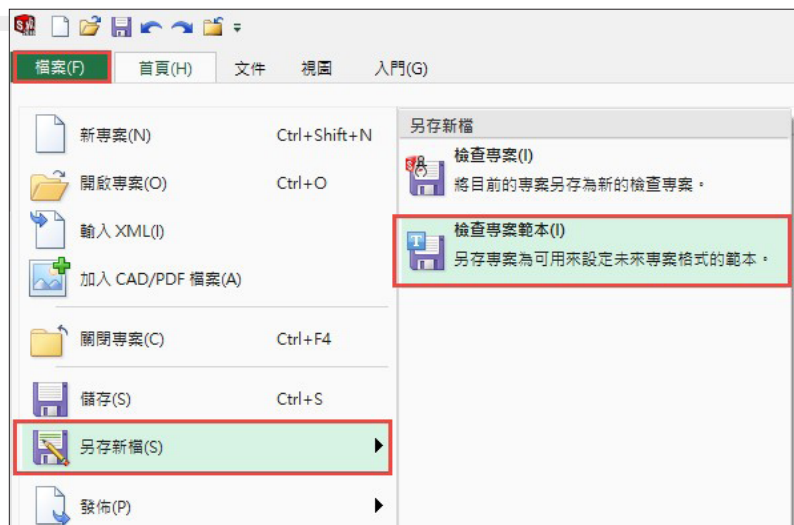 檔案(F) 首頁(H) 文件 視圖 入門(G)
新專案(N) Ctrl+Shift+N
開啟專案(O) Ctrl+O
輸入 XML(I)
加入 CAD/PDF 檔案(A)
關閉專案(C) Ctrl+F4
儲存(S) Ctrl+S
另存新檔(S)
發佈(P)
另存新檔
檢查專案(I)
將目前的專案另存為新的檢查專案。
檢查專案範本(I)
另存專案為可用來設定未來專案格式的範本。